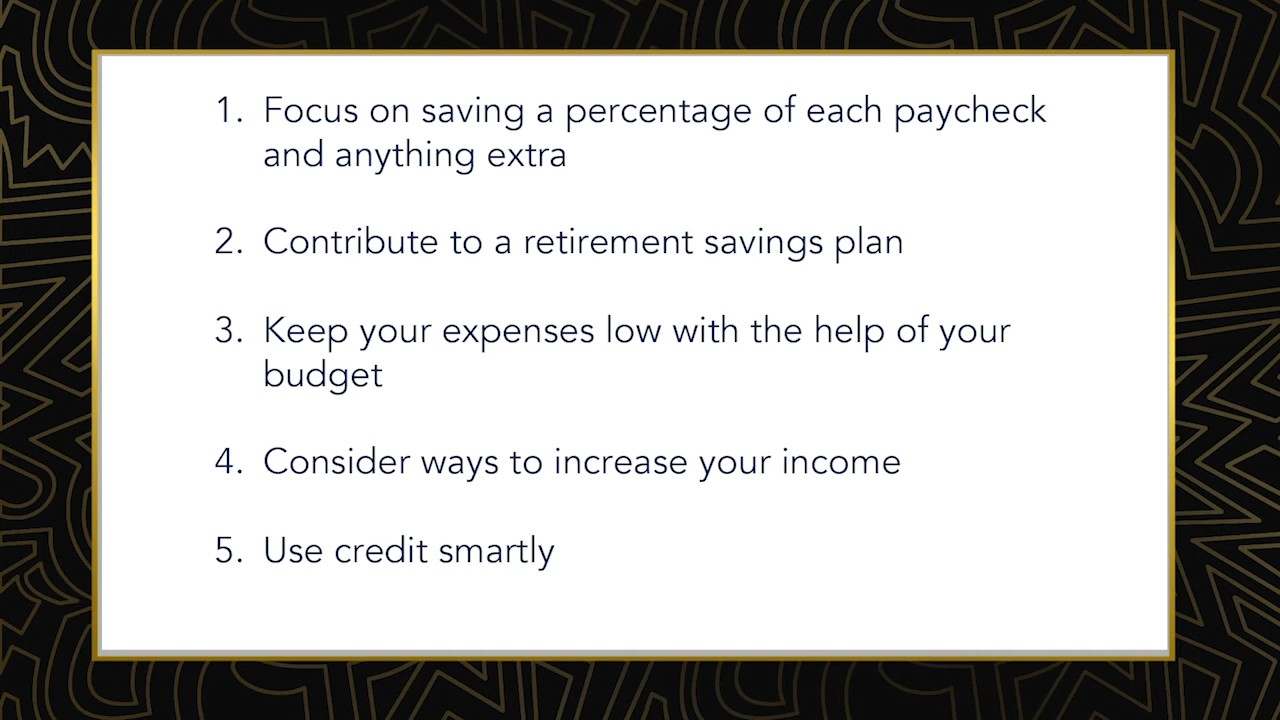 1. Focus on saving a percentage of each paycheck
and anything extra
2. Contribute to a retirement savings plan
3. Keep your expenses low with the help of your
budget
4. Consider ways to increase your income
5. Use credit smartly